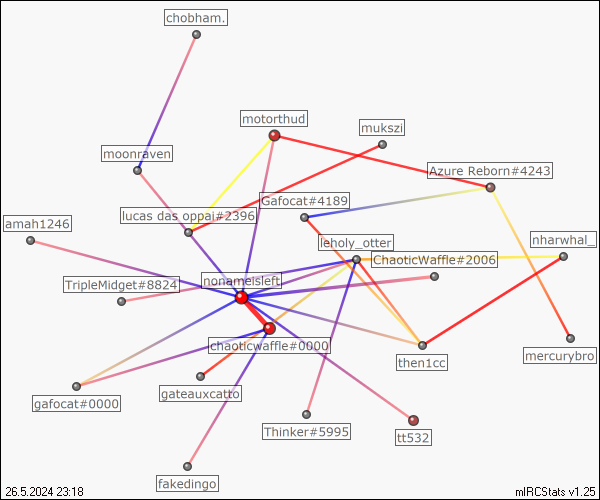 chobham.
motorthud
mukszi
moonraven
Azure Reborn#4243
Gafocat#4189
lucas das oppai#2396
amah1246
leholy_otter
nharwhal_
ChaoticWaffle#2006
nonameisleft
TripleMidget#8824
chaoticwaffle#0000
then1cc
mercurybro
gateauxcatto
gafocat#0000
Thinker#5995
tt532
fakedingo
26.5.2024 23:18
mIRCStats v1.25